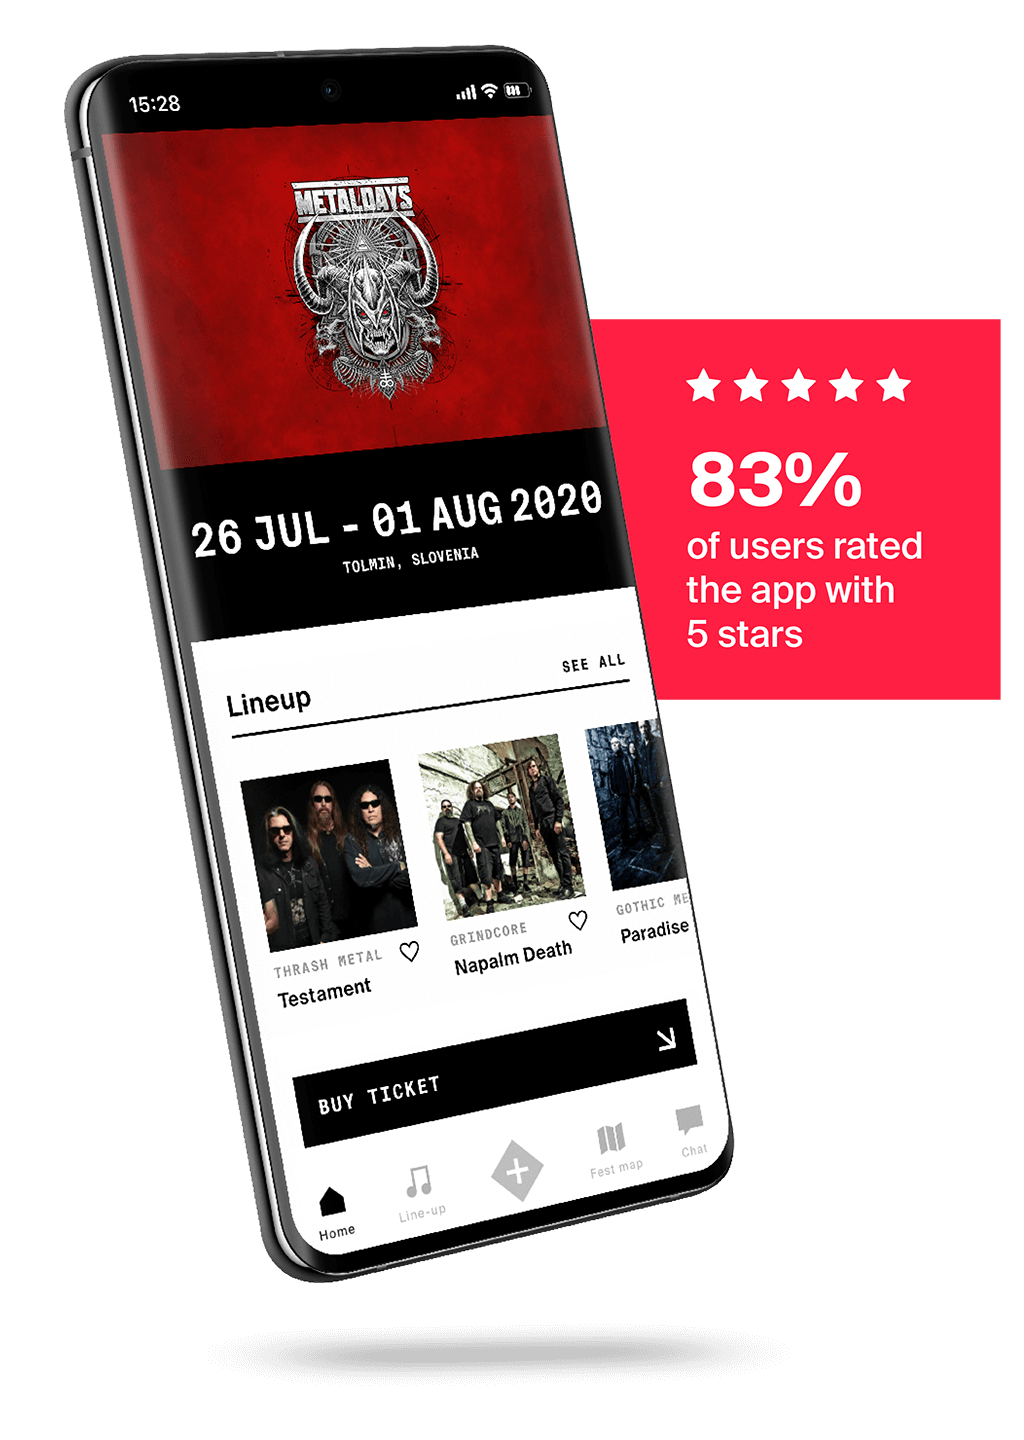 15:28
METALDAYS
26 JUL - 01 AUG 2020
TOLMIN, SLOVENIA
Lineup
SEE ALL
THRASH METAL
Testament
GRINDCORE
Napalm Death
GOTHIC ME
Paradise
BUY TICKET
Home
Line-up
Fest map
Chat
83%
of users rated
the app with
5 stars